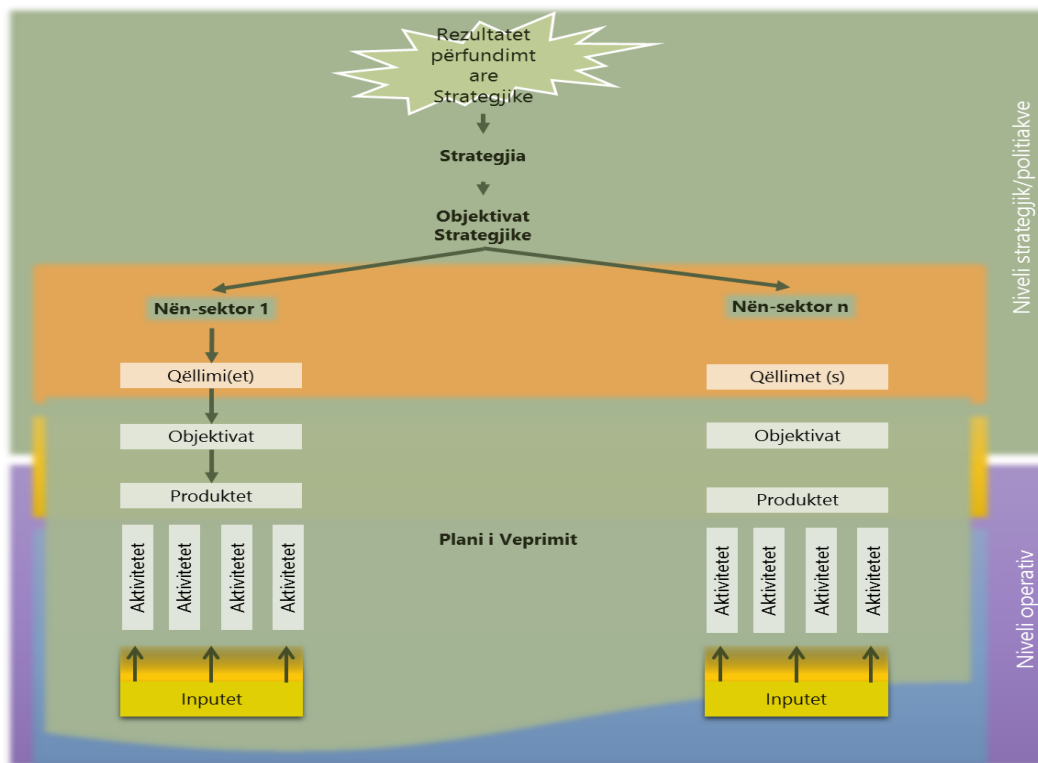 Rezultatet
përfundimt
are
Strategjike
Strategjia
Objektivat
Strategjike
Nën-sektor 1
Nën-sektor n
Qëllimi(et)
Qëllimet (s)
Objektivat
Objektivat
Produktet
Produktet
Aktivitetet
Aktivitetet
Aktivitetet
Aktivitetet
Plani i Veprimit
Aktivitetet
Aktivitetet
Aktivitetet
Aktivitetet
Inputet
Inputet
Niveli strategjik/politiakve
Niveli operativ